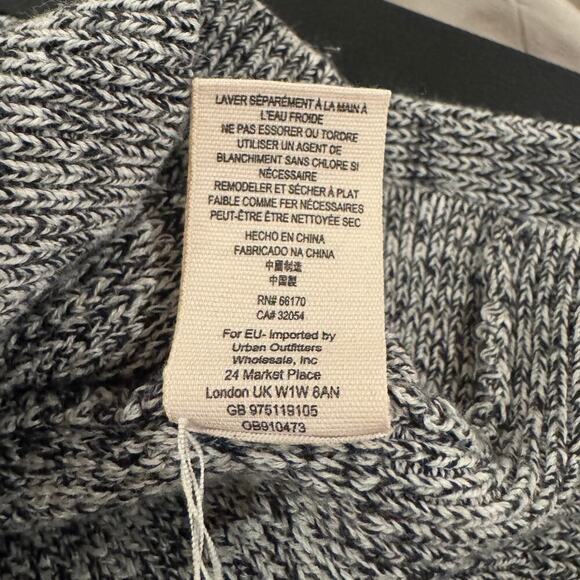 LAVER SÉPARÉMENT À LA MAIN À
L'EAU FROIDE
NE PAS ESSORER OU TORDRE
UTILISER UN AGENT DE
BLANCHIMENT SANS CHLORE SI
NÉCESSAIRE
REMODELER ET SÉCHER À PLAT
FAIBLE COMME FER NÉCESSAIRES
PEUT-ÊTRE ÊTRE NETTOYÉE SEC
HECHO EN CHINA
FABRICADO NA CHINA
中國制造
中国製
RN# 66170
CA# 32054
For EU- Imported by
Urban Outfitters
Wholesale, Inc
24 Market Place
London UK W1W 8AN
GB 975119105
OB910473